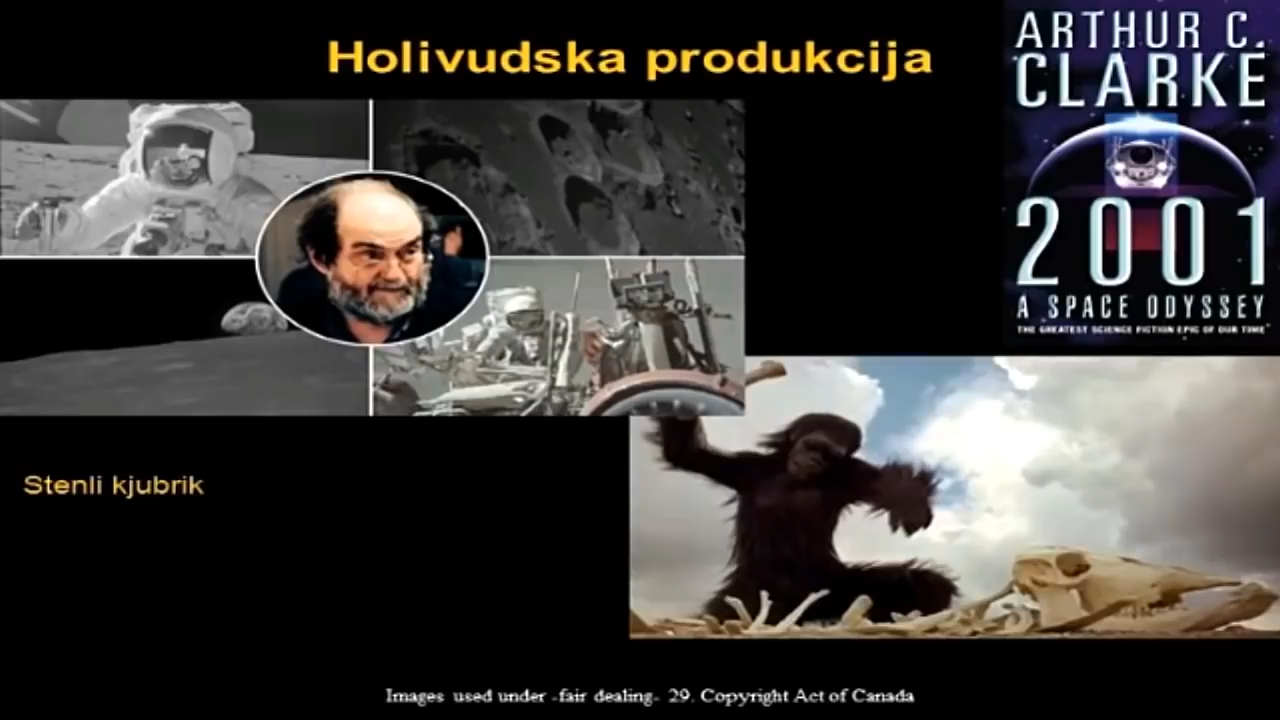 Holivudska produkcija
ARTHUR C.
CLARKE
2001
A SPACE ODYSSEY
THE GREATEST SCIENCE FICTION EPIC OF OUR TIME
Stenli kjubrik
Images used under -fair dealing- 29. Copyright Act of Canada